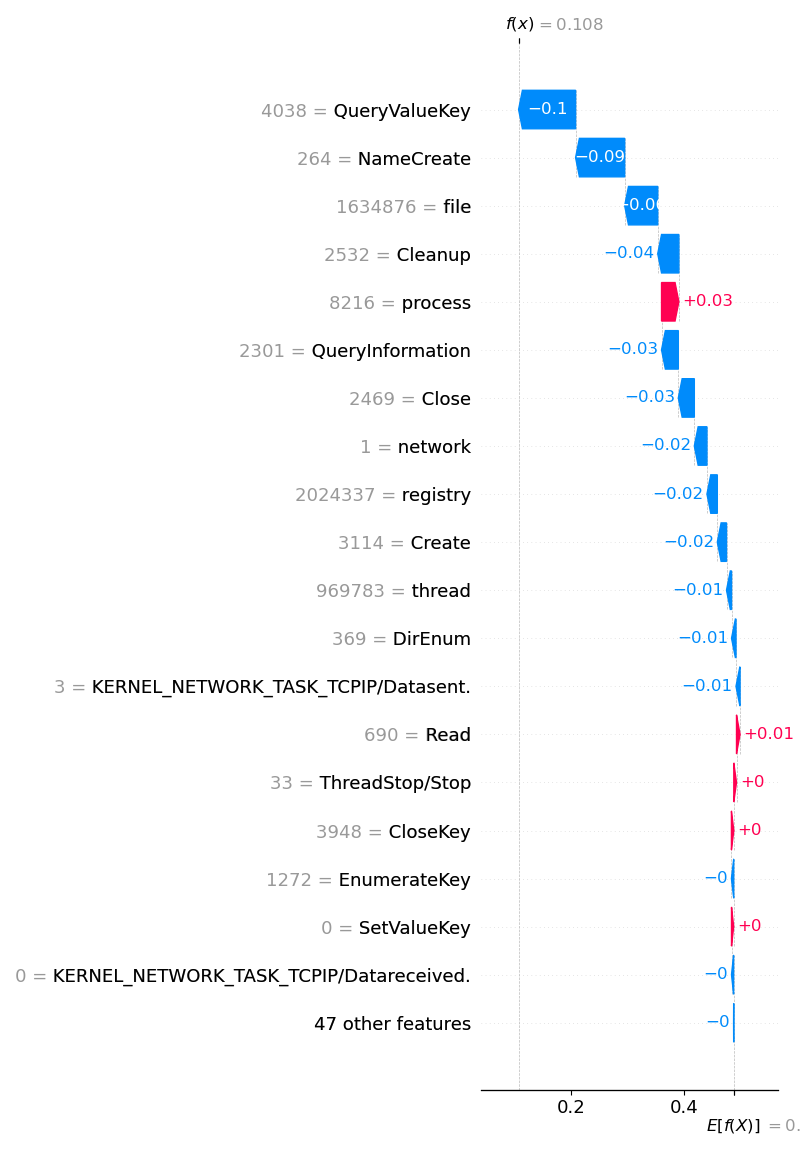 f(x) = 0.108
4038 = QueryValueKey −0.1
264 = NameCreate −0.09
1634876 = file −0.06
2532 = Cleanup −0.04
8216 = process +0.03
2301 = QueryInformation −0.03
2469 = Close −0.03
1 = network −0.02
2024337 = registry −0.02
3114 = Create −0.02
969783 = thread −0.01
369 = DirEnum −0.01
3 = KERNEL_NETWORK_TASK_TCPIP/Datasent. −0.01
690 = Read +0.01
33 = ThreadStop/Stop +0
3948 = CloseKey +0
1272 = EnumerateKey −0
0 = SetValueKey +0
0 = KERNEL_NETWORK_TASK_TCPIP/Datareceived. −0
47 other features −0
0.2 0.4
E[f(X)] = 0.